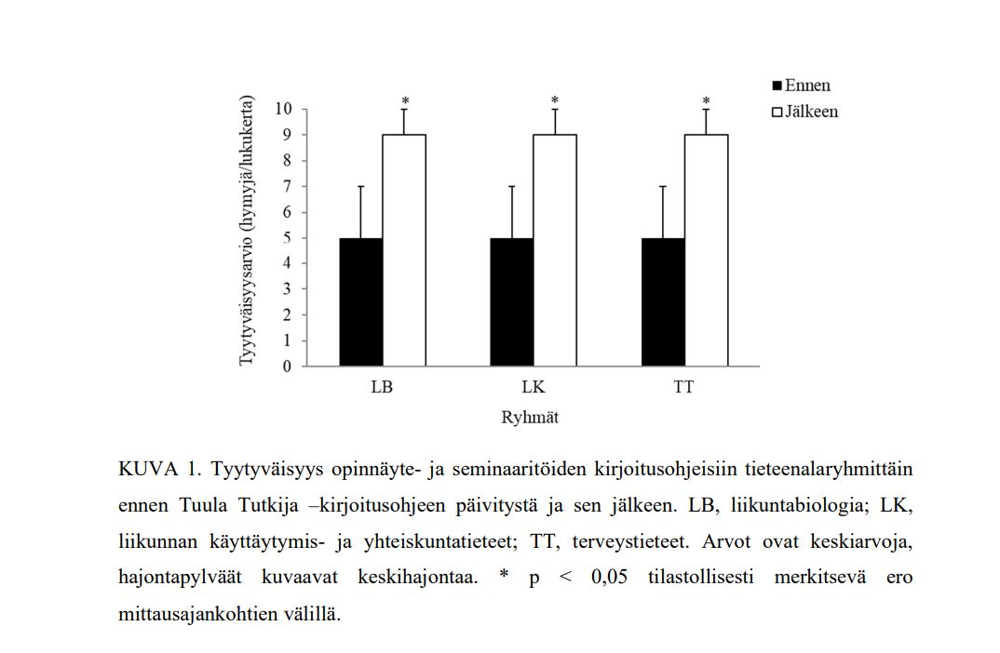 Ennen
Jälkeen
Tyytyväisyysarvio (hymyjä/lukukerta)
10
9
8
7
6
5
4
3
2
1
0
* * *
LB LK TT
Ryhmät
KUVA 1. Tyytyväisyys opinnäyte- ja seminaaritöiden kirjoitusohjeisiin tieteenalaryhmittäin
ennen Tuula Tutkija –kirjoitusohjeen päivitystä ja sen jälkeen. LB, liikuntabiologia; LK,
liikunnan käyttäytymis- ja yhteiskuntatieteet; TT, terveystieteet. Arvot ovat keskiarvoja,
hajontapylväät kuvaavat keskihajontaa. * p < 0,05 tilastollisesti merkitsevä ero
mittausajankohtien välillä.